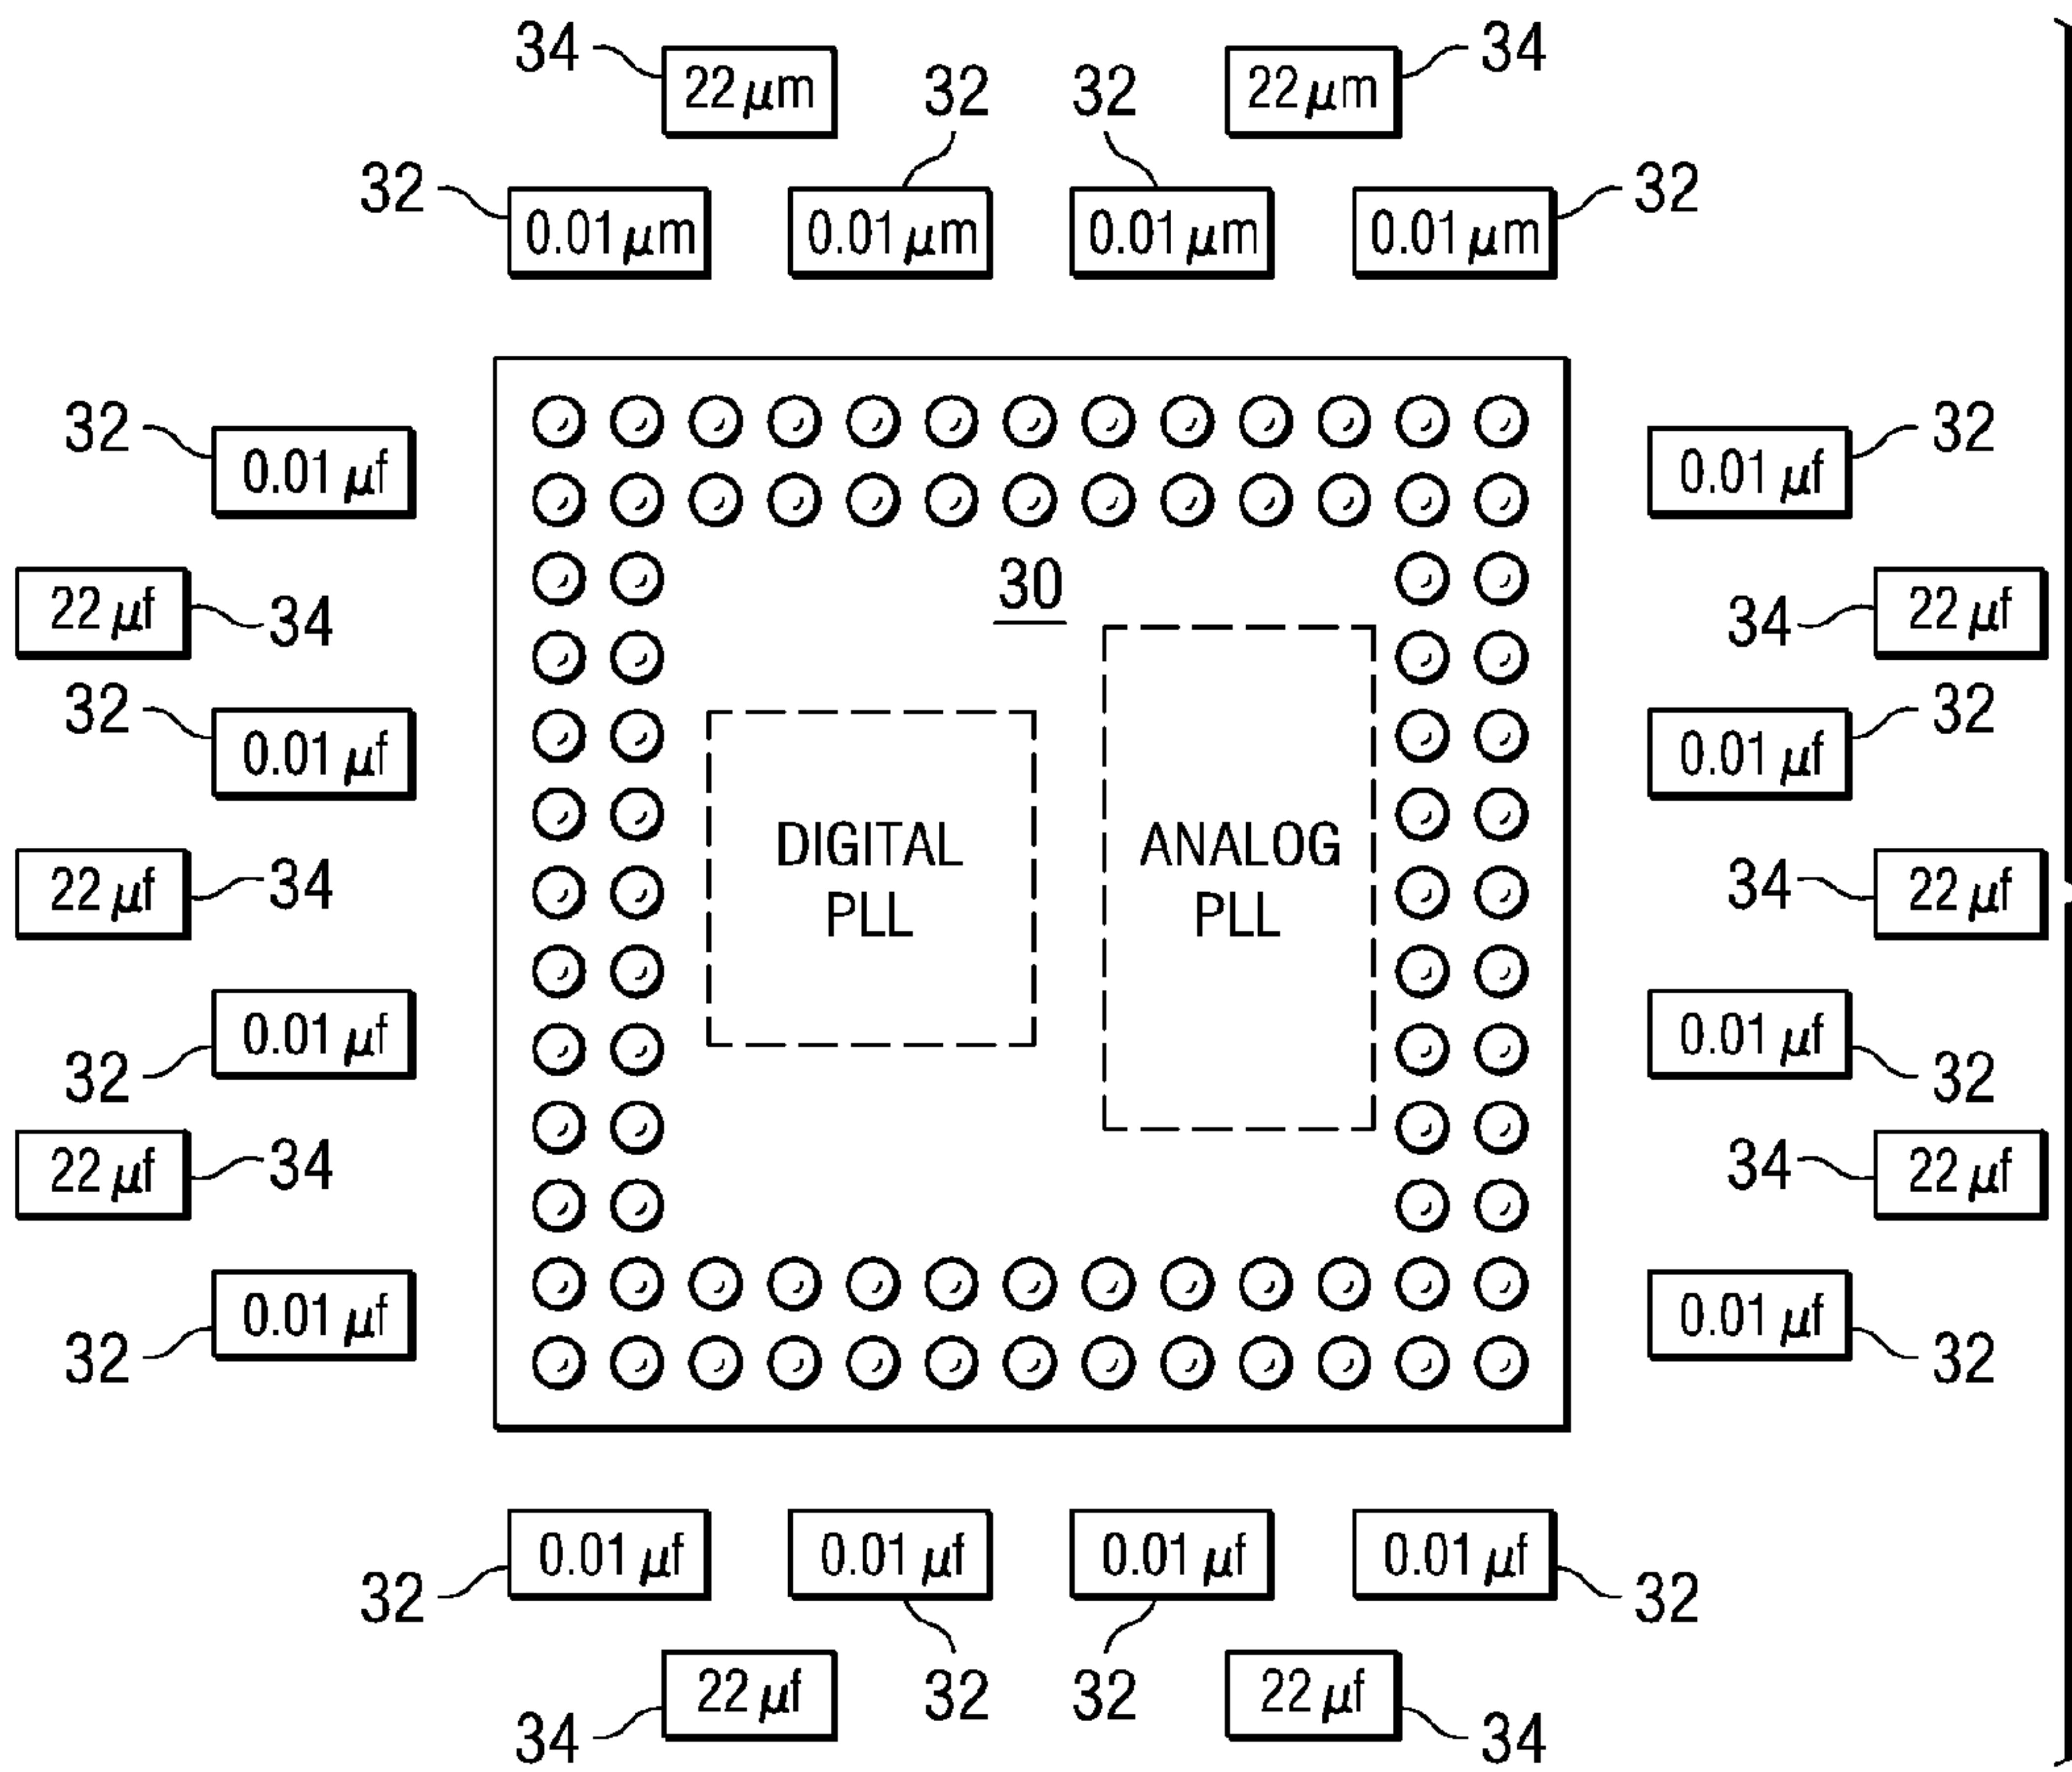 34 22 μm 32 32 22 μm 34
32 0.01 μm 0.01 μm 0.01 μm 0.01 μm 32
32 0.01 μf 0.01 μf 32
22 μf 34 30 34 22 μf
32 0.01 μf 0.01 μf 32
DIGITAL ANALOG
22 μf 34 PLL PLL 34 22 μf
32 0.01 μf 0.01 μf 32
22 μf 34 34 22 μf
32 0.01 μf 0.01 μf 32
32 0.01 μf 0.01 μf 0.01 μf 0.01 μf 32
34 22 μf 32 32 22 μf 34